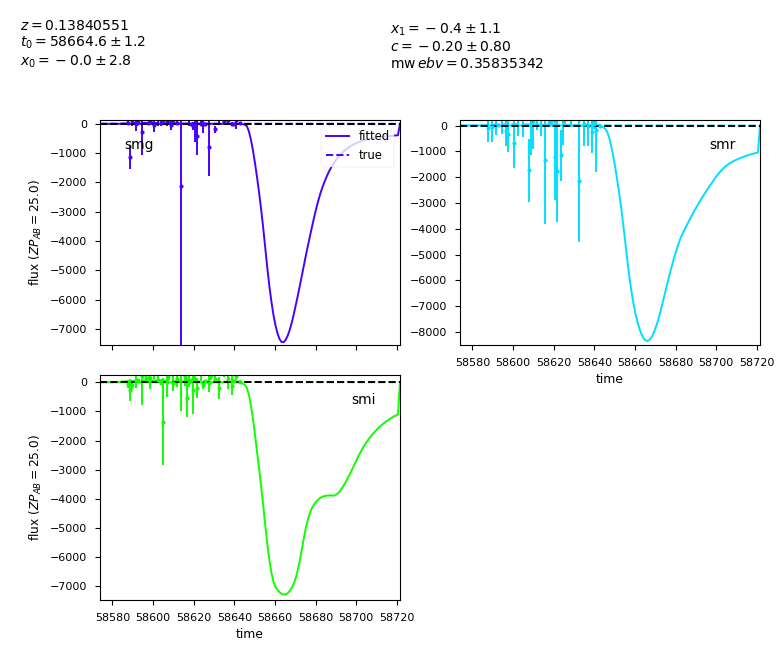 z = 0.13840551
t₀ = 58664.6 ± 1.2
x₀ = −0.0 ± 2.8
x₁ = −0.4 ± 1.1
c = −0.20 ± 0.80
mw ebv = 0.35835342
0
−1000
−2000
−3000
−4000
−5000
−6000
−7000
flux (ZP_AB = 25.0)
smg
fitted
true
0
−1000
−2000
−3000
−4000
−5000
−6000
−7000
−8000
smr
58580 58600 58620 58640 58660 58680 58700 58720
time
0
−1000
−2000
−3000
−4000
−5000
−6000
−7000
flux (ZP_AB = 25.0)
smi
58580 58600 58620 58640 58660 58680 58700 58720
time